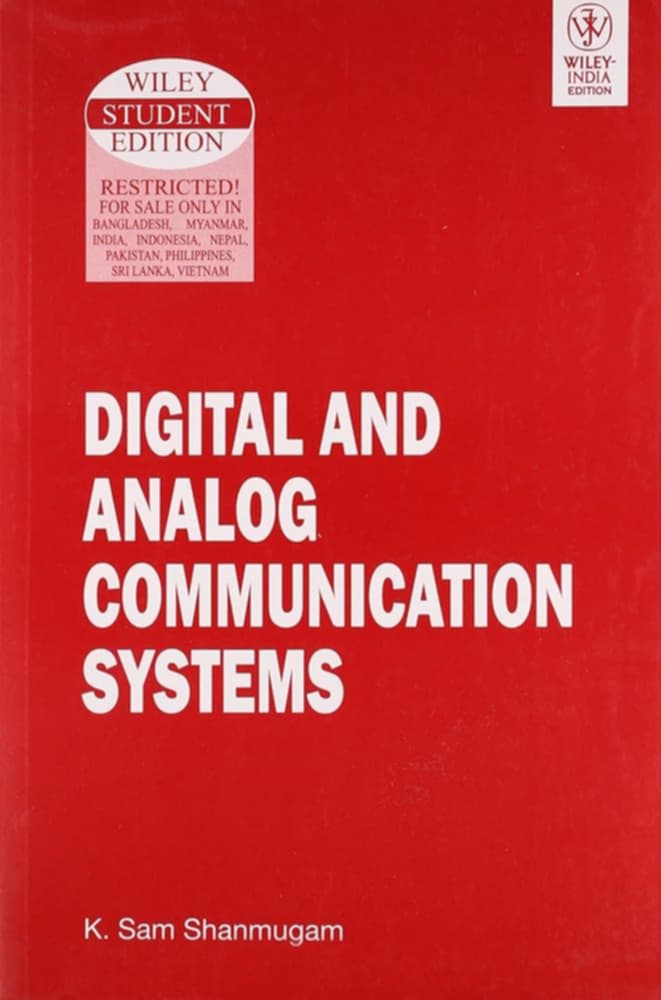 WILEY
STUDENT
EDITION
RESTRICTED!
FOR SALE ONLY IN
BANGLADESH, MYANMAR,
INDIA, INDONESIA, NEPAL,
PAKISTAN, PHILIPPINES,
SRI LANKA, VIETNAM
WILEY-
INDIA
EDITION
DIGITAL AND
ANALOG
COMMUNICATION
SYSTEMS
K. Sam Shanmugam